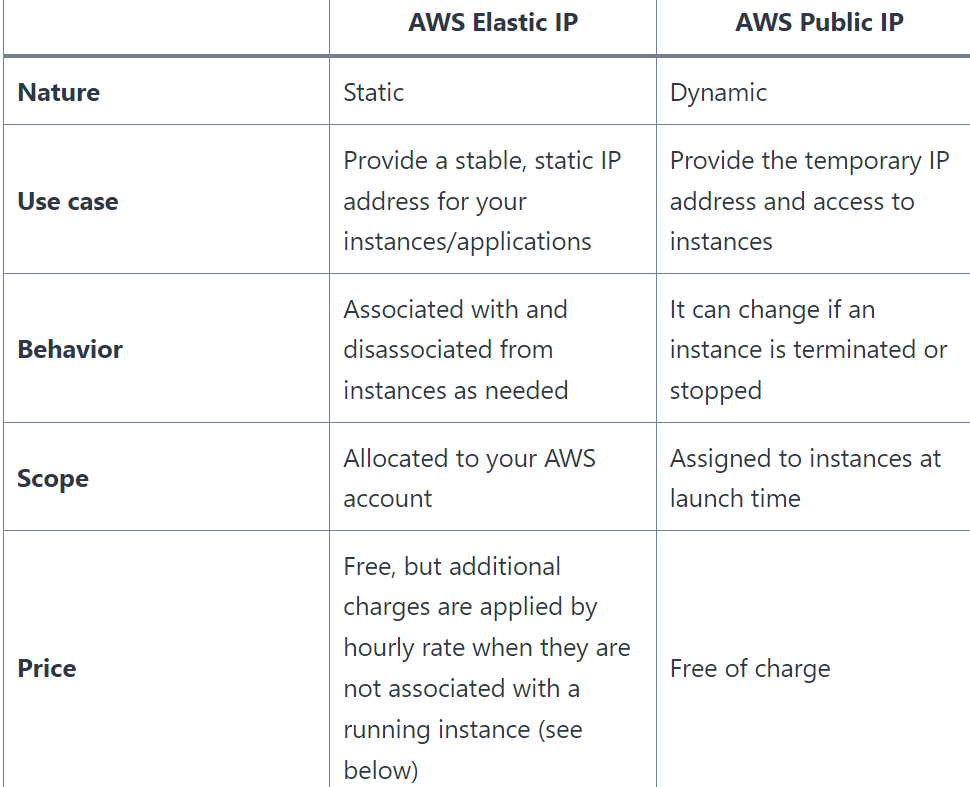 AWS Elastic IP
AWS Public IP
Nature
Static
Dynamic
Use case
Provide a stable, static IP
address for your
instances/applications
Provide the temporary IP
address and access to
instances
Behavior
Associated with and
disassociated from
instances as needed
It can change if an
instance is terminated or
stopped
Scope
Allocated to your AWS
account
Assigned to instances at
launch time
Price
Free, but additional
charges are applied by
hourly rate when they are
not associated with a
running instance (see
below)
Free of charge